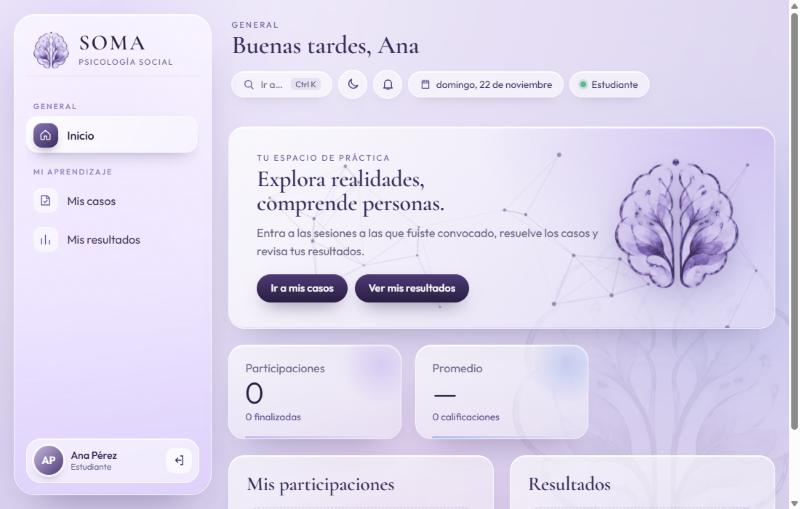 SOMA
PSICOLOGÍA SOCIAL
GENERAL
Inicio
MI APRENDIZAJE
Mis casos
Mis resultados
AP
Ana Pérez
Estudiante
GENERAL
Buenas tardes, Ana
Ir a... Ctrl K
domingo, 22 de noviembre
Estudiante
TU ESPACIO DE PRÁCTICA
Explora realidades,
comprende personas.
Entra a las sesiones a las que fuiste convocado, resuelve los casos y
revisa tus resultados.
Ir a mis casos
Ver mis resultados
Participaciones
0
0 finalizadas
Promedio
—
0 calificaciones
Mis participaciones
Resultados